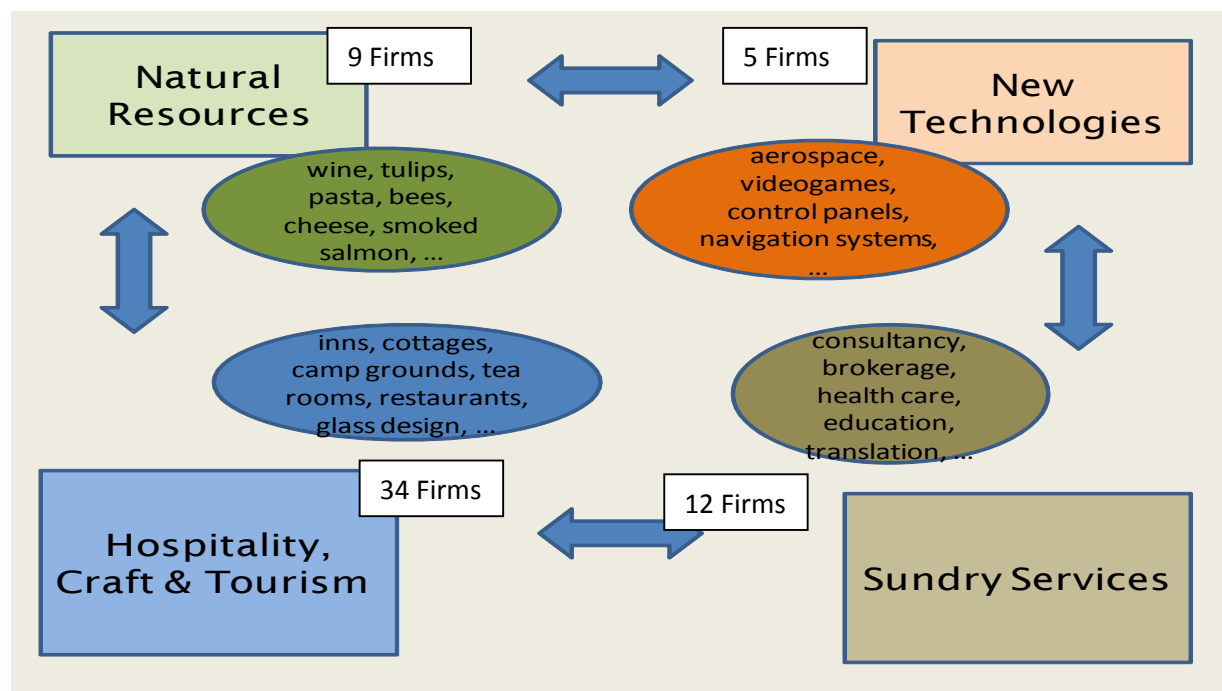 Natural
Resources
9 Firms
5 Firms
New
Technologies
wine, tulips,
pasta, bees,
cheese, smoked
salmon, ...
aerospace,
videogames,
control panels,
navigation systems,
...
inns, cottages,
camp grounds, tea
rooms, restaurants,
glass design, ...
consultancy,
brokerage,
health care,
education,
translation, ...
34 Firms
12 Firms
Hospitality,
Craft & Tourism
Sundry Services